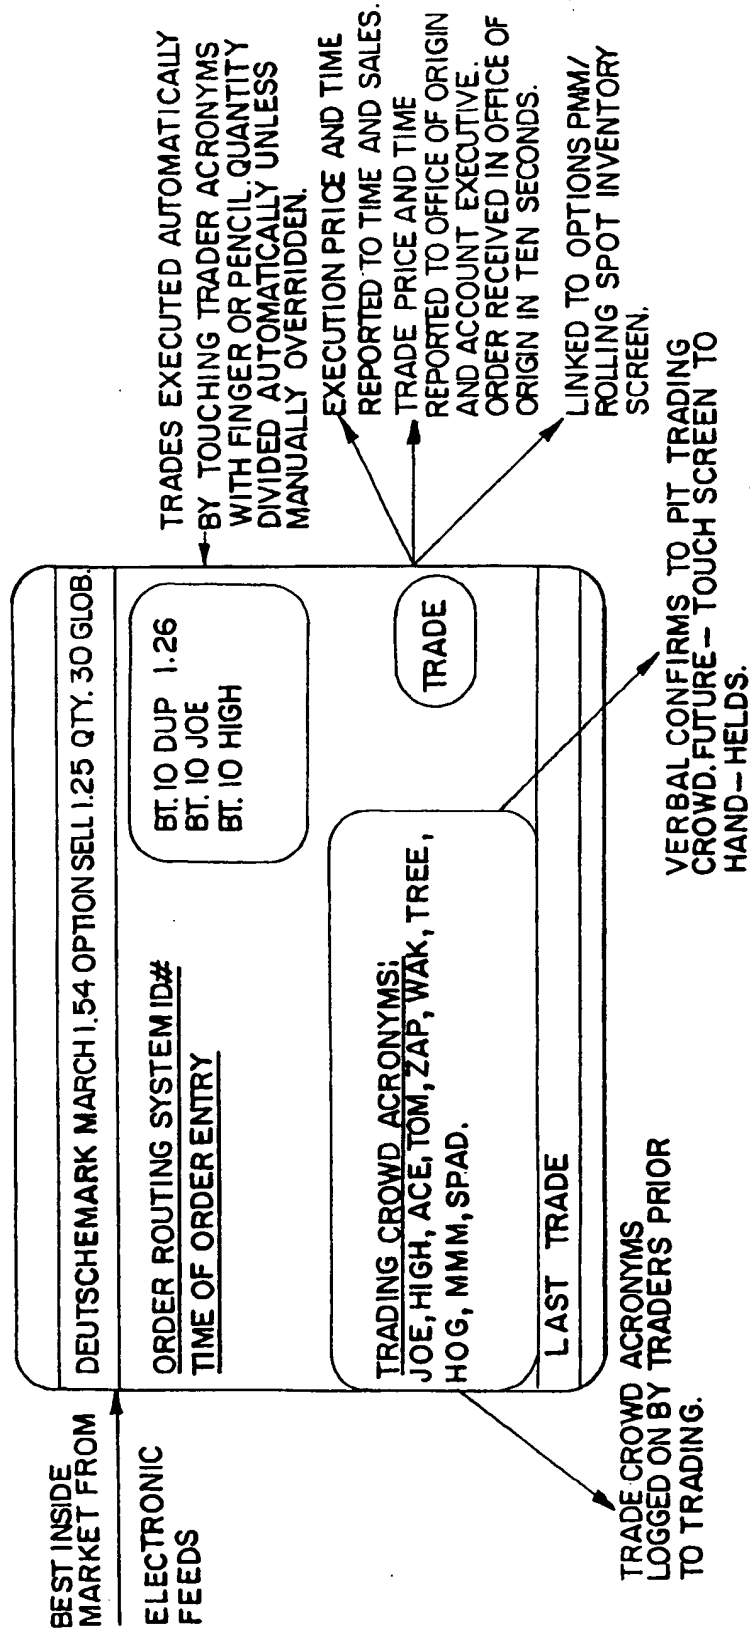 BEST INSIDE
MARKET FROM
ELECTRONIC
FEEDS
DEUTSCHEMARK MARCH 1.54 OPTION SELL 1.25 QTY. 30 GLOB.
ORDER ROUTING SYSTEM ID#
TIME OF ORDER ENTRY
BT. 10 DUP 1.26
BT. 10 JOE
BT. 10 HIGH
TRADING CROWD ACRONYMS:
JOE, HIGH, ACE, TOM, ZAP, WAK, TREE,
HOG, MMM, SPAD.
TRADE
LAST TRADE
TRADES EXECUTED AUTOMATICALLY
BY TOUCHING TRADER ACRONYMS
WITH FINGER OR PENCIL. QUANTITY
DIVIDED AUTOMATICALLY UNLESS
MANUALLY OVERRIDDEN.
EXECUTION PRICE AND TIME
REPORTED TO TIME AND SALES.
TRADE PRICE AND TIME
REPORTED TO OFFICE OF ORIGIN
AND ACCOUNT EXECUTIVE.
ORDER RECEIVED IN OFFICE OF
ORIGIN IN TEN SECONDS.
LINKED TO OPTIONS PMM/
ROLLING SPOT INVENTORY
SCREEN.
TRADE CROWD ACRONYMS
LOGGED ON BY TRADERS PRIOR
TO TRADING.
VERBAL CONFIRMS TO PIT TRADING
CROWD. FUTURE — TOUCH SCREEN TO
HAND—HELDS.